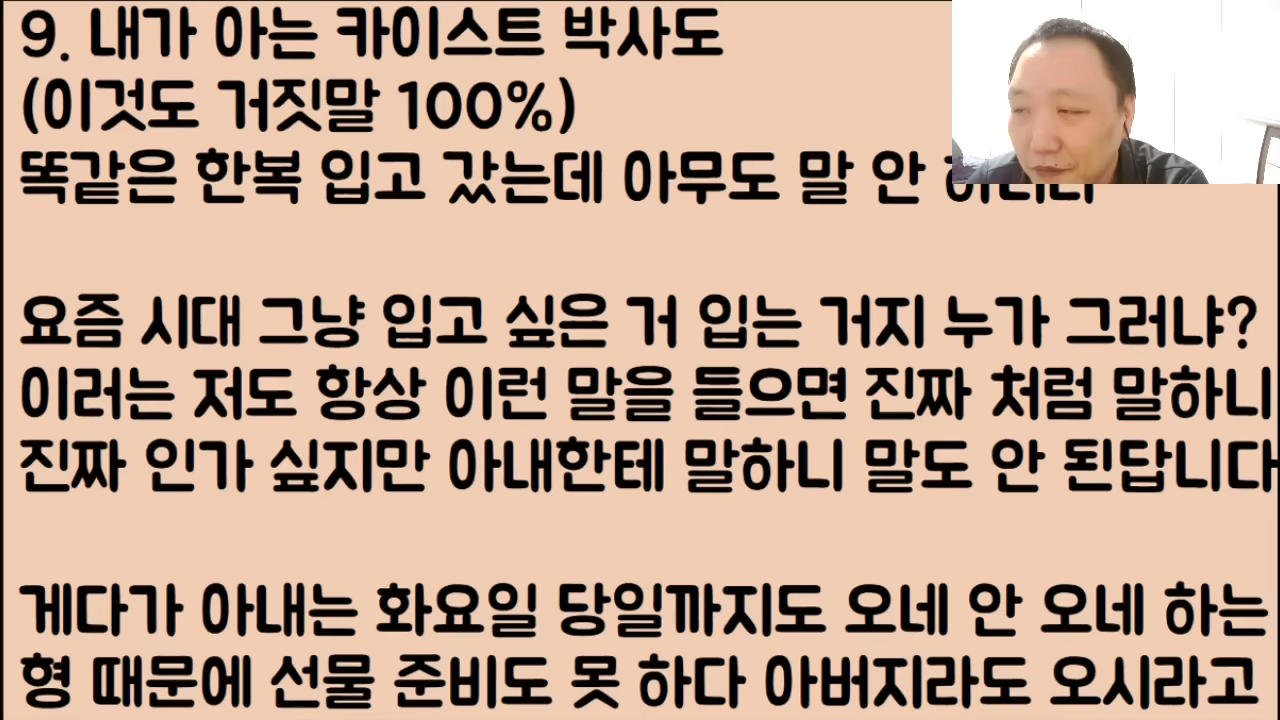 9. 내가 아는 카이스트 박사도
(이것도 거짓말 100%)
똑같은 한복 입고 갔는데 아무도 말 안
요즘 시대 그냥 입고 싶은 거 입는 거지 누가 그러냐?
이러는 저도 항상 이런 말을 들으면 진짜 처럼 말하니
진짜 인가 싶지만 아내한테 말하니 말도 안 된답니다
게다가 아내는 화요일 당일까지도 오네 안 오네 하는
형 때문에 선물 준비도 못 하다 아버지라도 오시라고